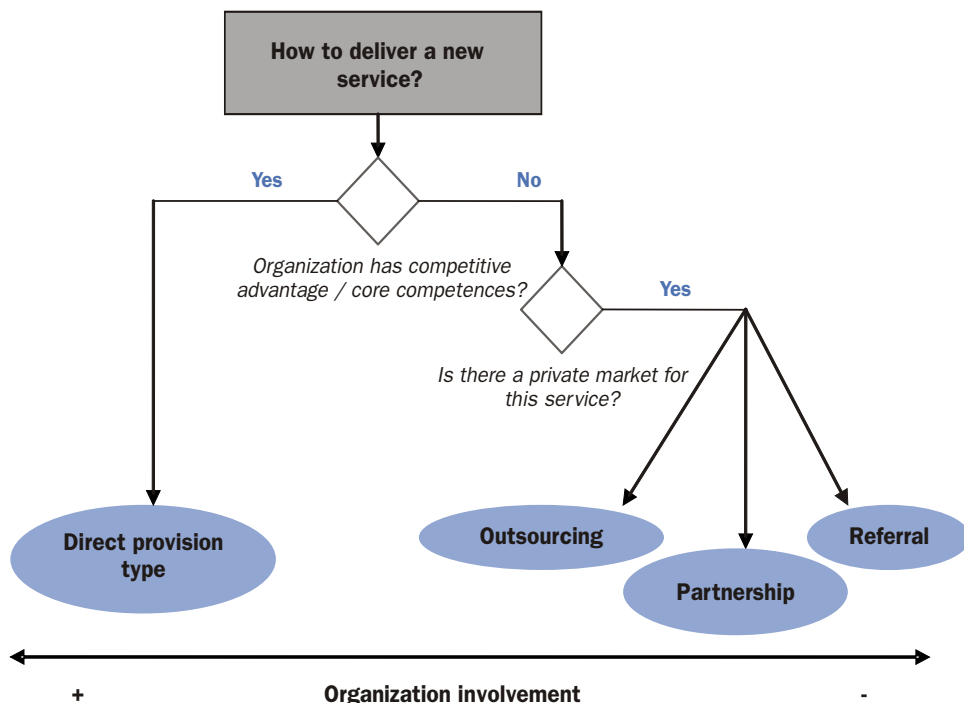 How to deliver a new
service?
Yes
No
Organization has competitive
advantage / core competences?
Yes
Is there a private market for
this service?
Direct provision
type
Outsourcing
Referral
Partnership
+
Organization involvement
-